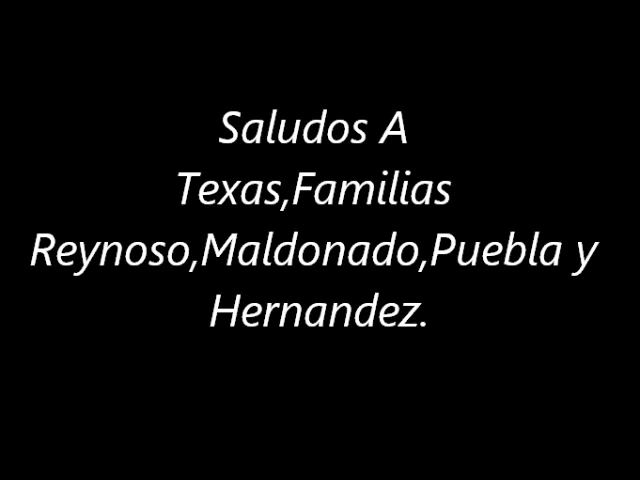 Saludos A
Texas,Familias
Reynoso,Maldonado,Puebla y
Hernandez.